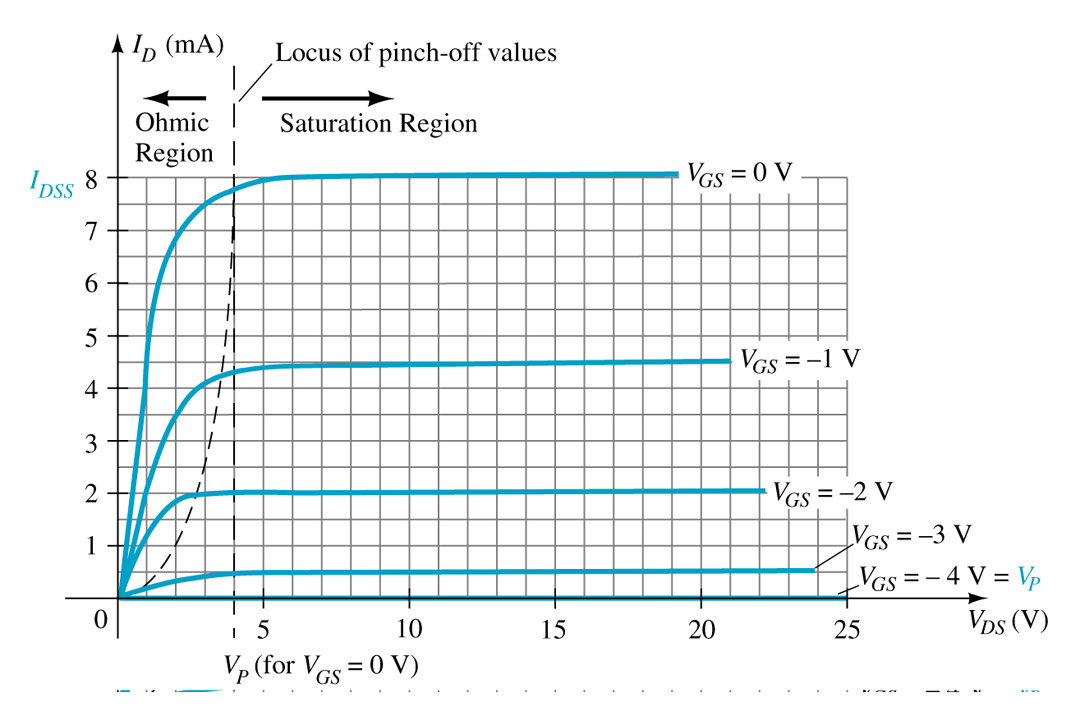 I_D (mA)
Locus of pinch-off values
Ohmic
Region
Saturation Region
I_DSS 8
V_GS = 0 V
7
6
5
V_GS = –1 V
4
3
2
V_GS = –2 V
V_GS = –3 V
1
V_GS = – 4 V = V_P
0
5
10
15
20
25
V_DS (V)
V_P (for V_GS = 0 V)